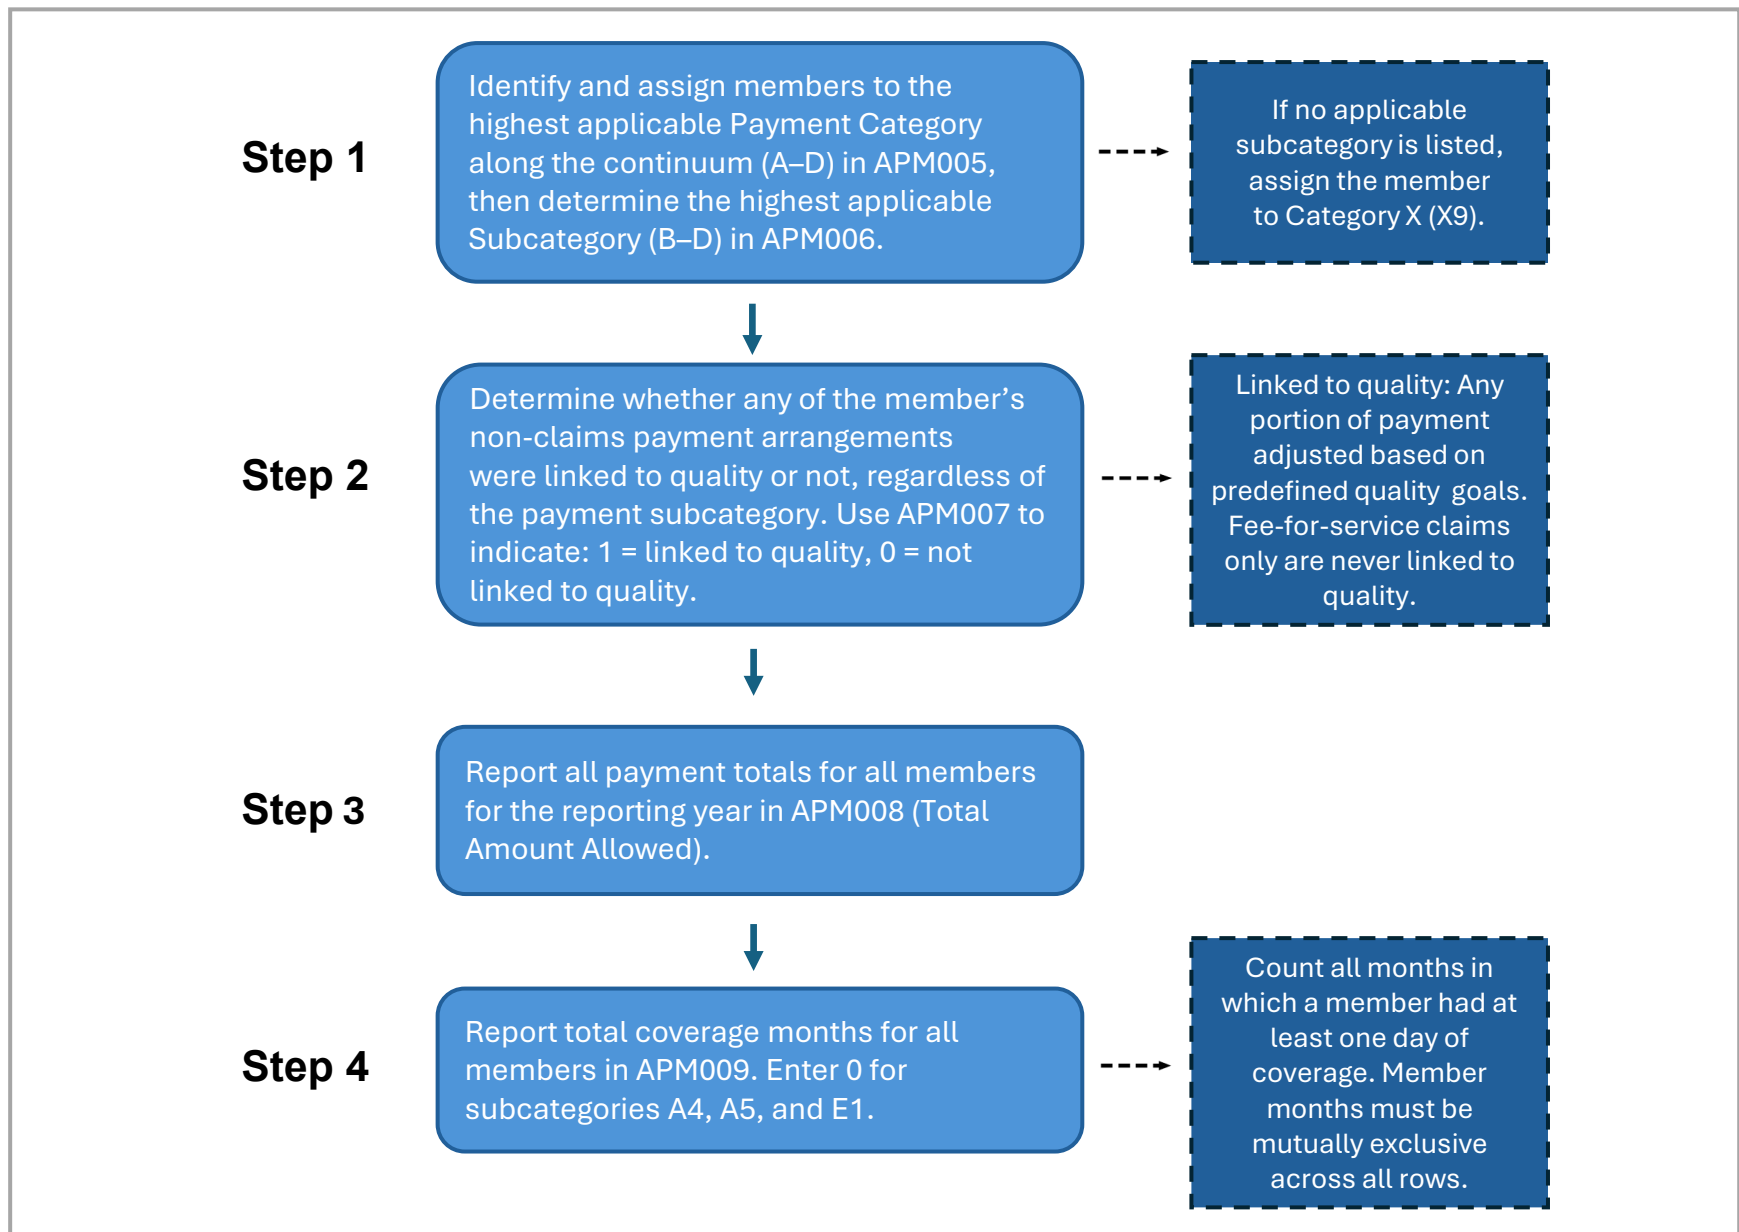 Step 1
Identify and assign members to the
highest applicable Payment Category
along the continuum (A–D) in APM005,
then determine the highest applicable
Subcategory (B–D) in APM006.
If no applicable
subcategory is listed,
assign the member
to Category X (X9).
Step 2
Determine whether any of the member’s
non-claims payment arrangements
were linked to quality or not, regardless of
the payment subcategory. Use APM007 to
indicate: 1 = linked to quality, 0 = not
linked to quality.
Linked to quality: Any
portion of payment
adjusted based on
predefined quality goals.
Fee-for-service claims
only are never linked to
quality.
Step 3
Report all payment totals for all members
for the reporting year in APM008 (Total
Amount Allowed).
Step 4
Report total coverage months for all
members in APM009. Enter 0 for
subcategories A4, A5, and E1.
Count all months in
which a member had at
least one day of
coverage. Member
months must be
mutually exclusive
across all rows.